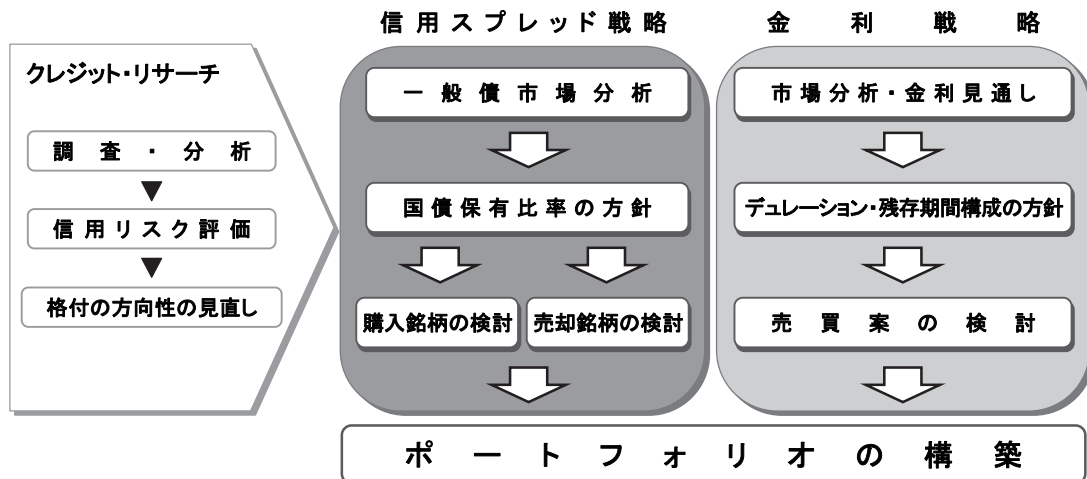 クレジット・リサーチ
調査・分析
信用リスク評価
格付の方向性の見直し
信用スプレッド戦略
一般債市場分析
国債保有比率の方針
購入銘柄の検討
売却銘柄の検討
金利戦略
市場分析・金利見通し
デュレーション・残存期間構成の方針
売買案の検討
ポートフォリオの構築